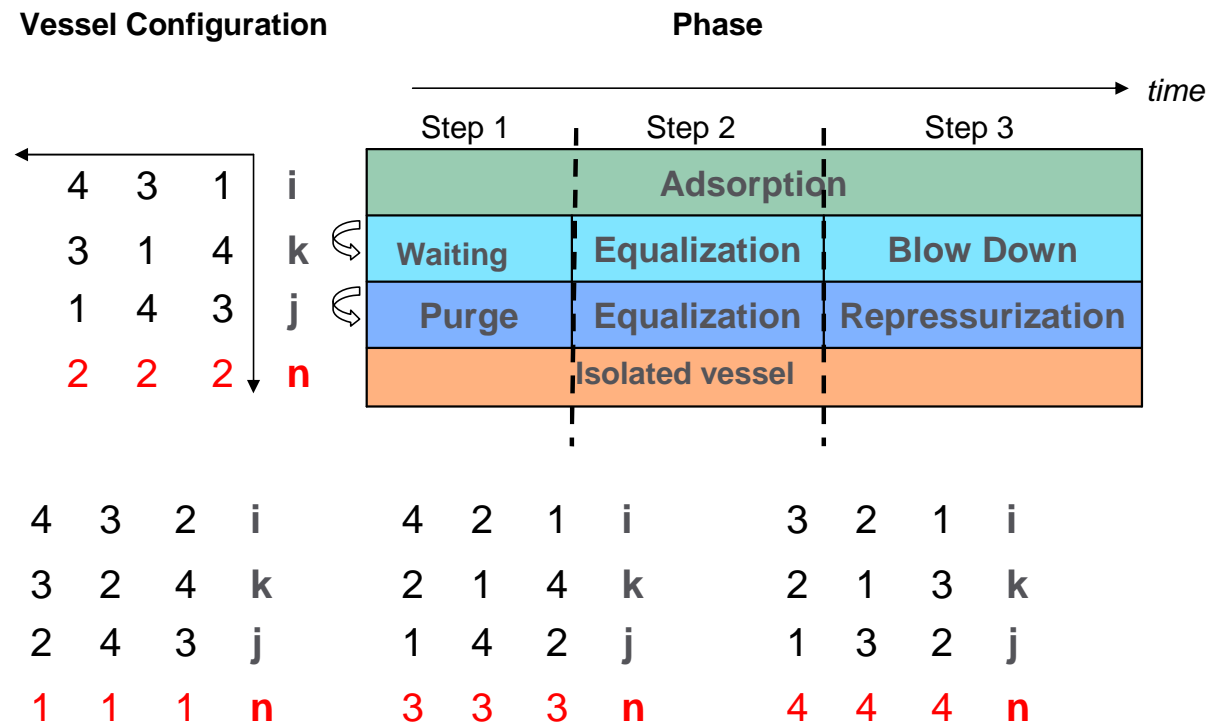 Vessel Configuration Phase
time
Step 1 Step 2 Step 3
4 3 1 i Adsorption
3 1 4 k Waiting Equalization Blow Down
1 4 3 j Purge Equalization Repressurization
2 2 2 n Isolated vessel
4 3 2 i 4 2 1 i 3 2 1 i
3 2 4 k 2 1 4 k 2 1 3 k
2 4 3 j 1 4 2 j 1 3 2 j
1 1 1 n 3 3 3 n 4 4 4 n